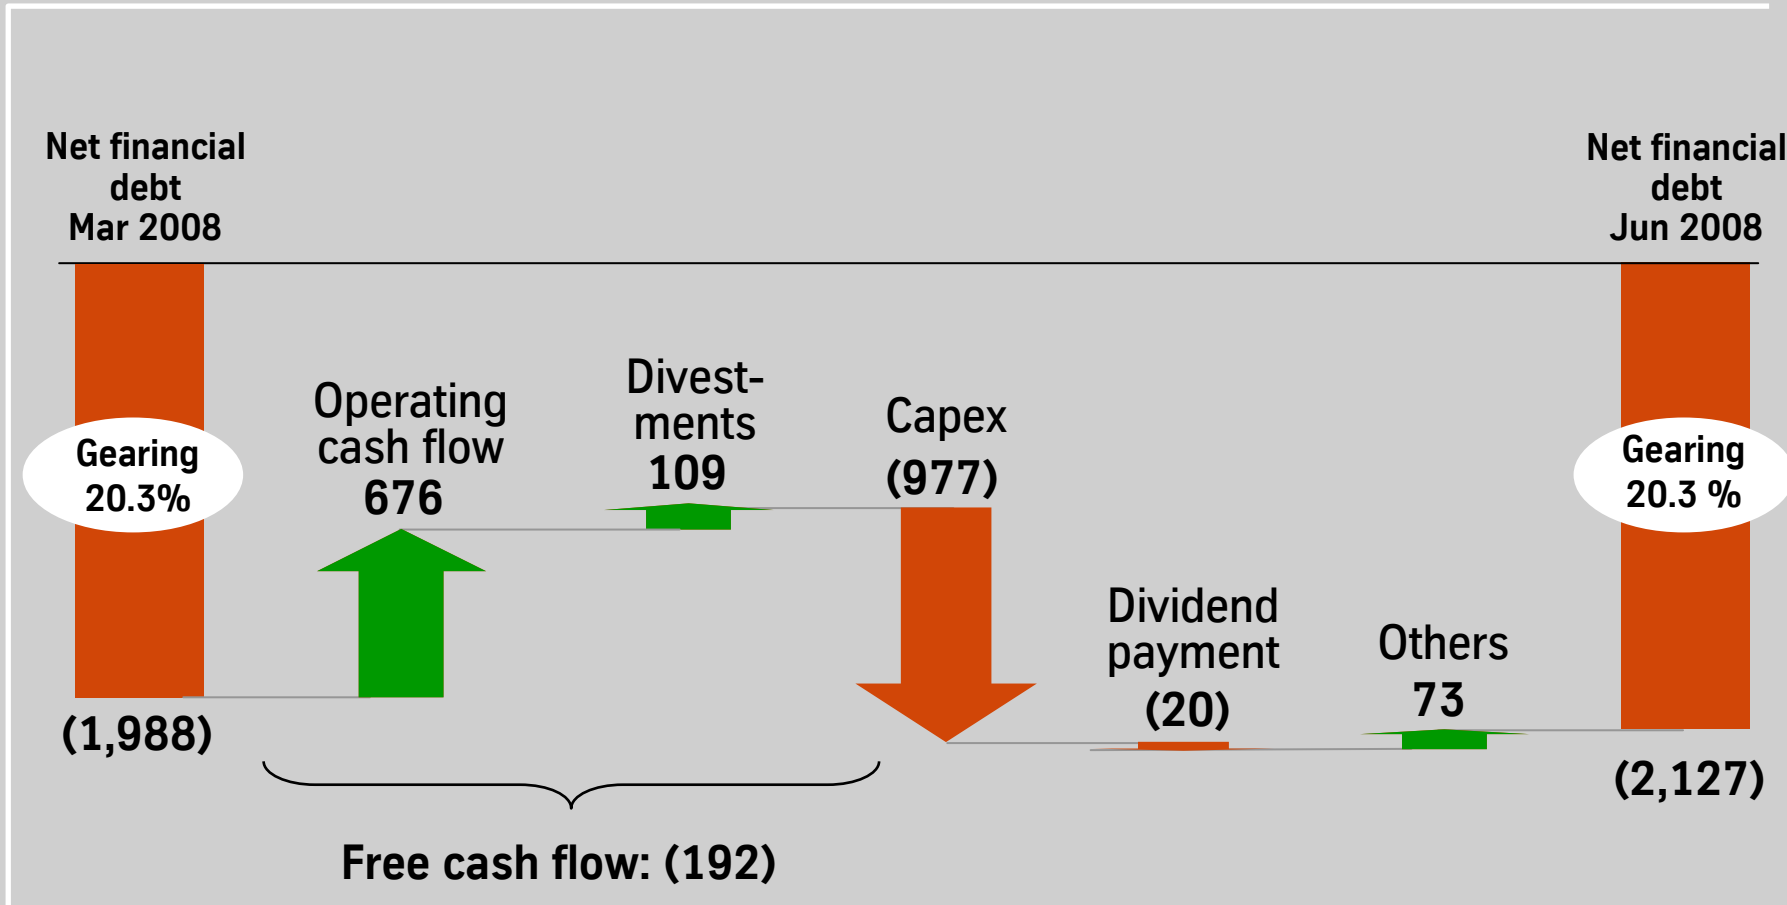 Net financial
debt
Mar 2008
Net financial
debt
Jun 2008
Gearing
20.3%
(1,988)
Operating
cash flow
676
Divest-
ments
109
Capex
(977)
Dividend
payment
(20)
Others
73
Gearing
20.3 %
(2,127)
Free cash flow: (192)